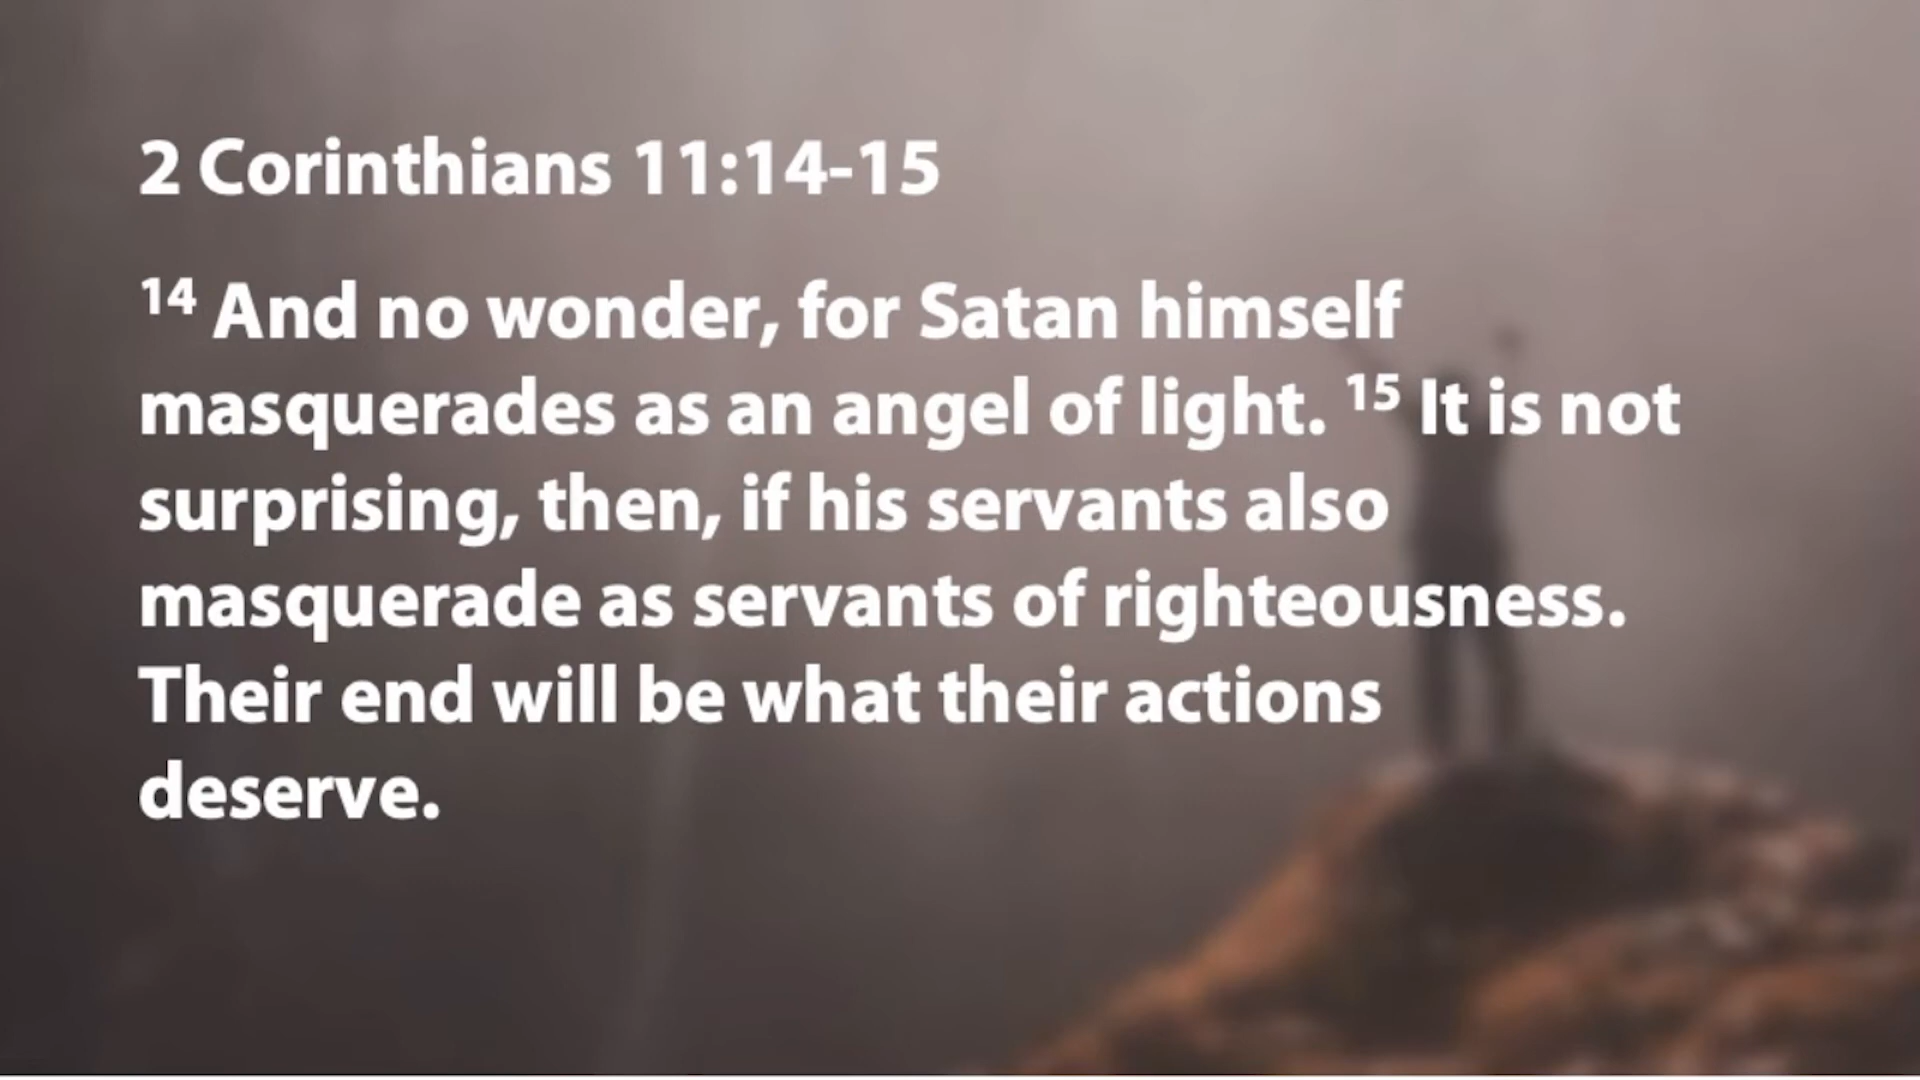 2 Corinthians 11:14-15
14 And no wonder, for Satan himself
masquerades as an angel of light. 15 It is not
surprising, then, if his servants also
masquerade as servants of righteousness.
Their end will be what their actions
deserve.